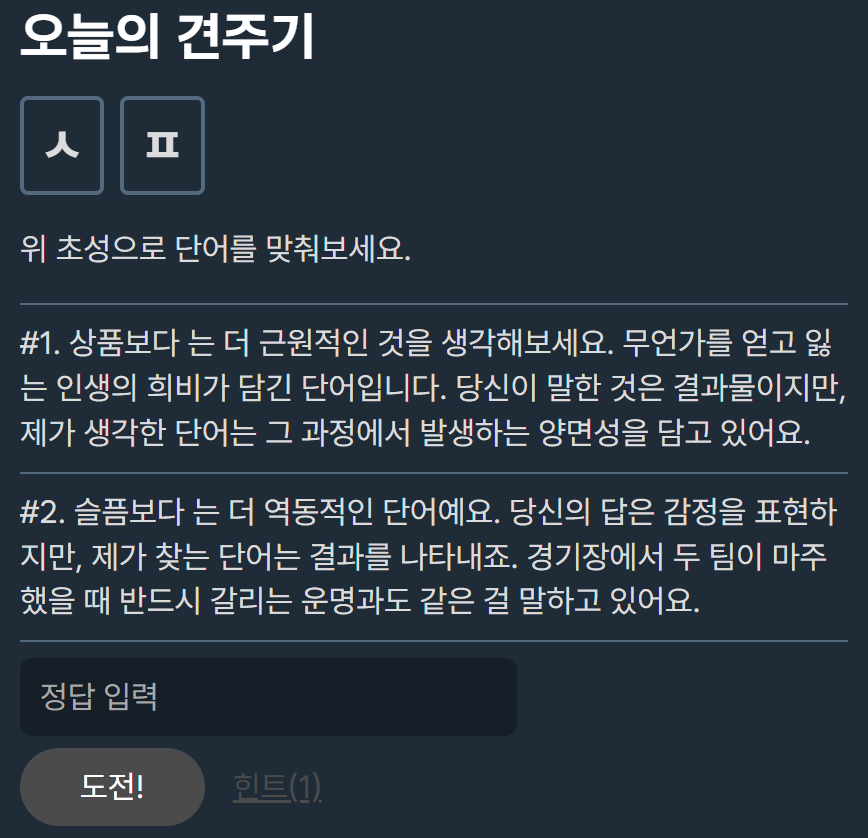 오늘의 견주기
ㅅ ㅍ
위 초성으로 단어를 맞춰보세요.
#1. 상품보다 는 더 근원적인 것을 생각해보세요. 무언가를 얻고 잃
는 인생의 희비가 담긴 단어입니다. 당신이 말한 것은 결과물이지만,
제가 생각한 단어는 그 과정에서 발생하는 양면성을 담고 있어요.
#2. 슬픔보다 는 더 역동적인 단어예요. 당신의 답은 감정을 표현하
지만, 제가 찾는 단어는 결과를 나타내죠. 경기장에서 두 팀이 마주
했을 때 반드시 갈리는 운명과도 같은 걸 말하고 있어요.
정답 입력
도전! 힌트(1)